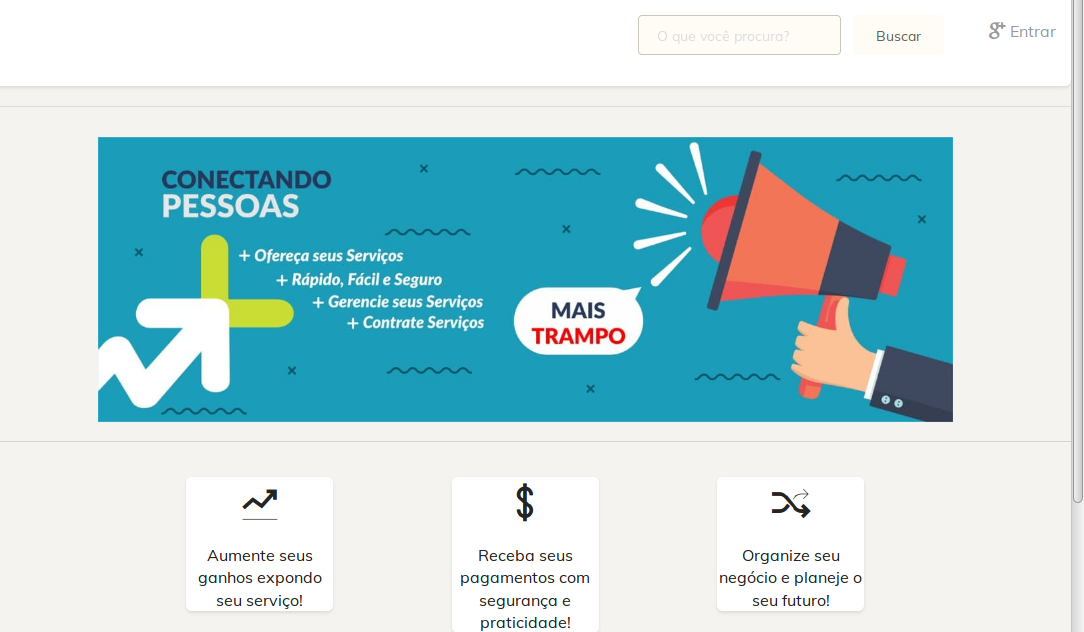 O que você procura?
Buscar
g+ Entrar
CONECTANDO
PESSOAS
+ Ofereça seus Serviços
+ Rápido, Fácil e Seguro
+ Gerencie seus Serviços
+ Contrate Serviços
MAIS
TRAMPO
Aumente seus
ganhos expondo
seu serviço!
Receba seus
pagamentos com
segurança e
praticidade!
Organize seu
negócio e planeje o
seu futuro!